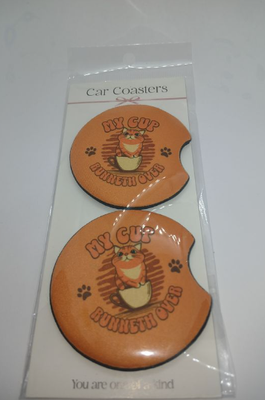 Car Coasters
MY CUP
RUNNETH OVER
MY CUP
RUNNETH OVER
You are one of a kind